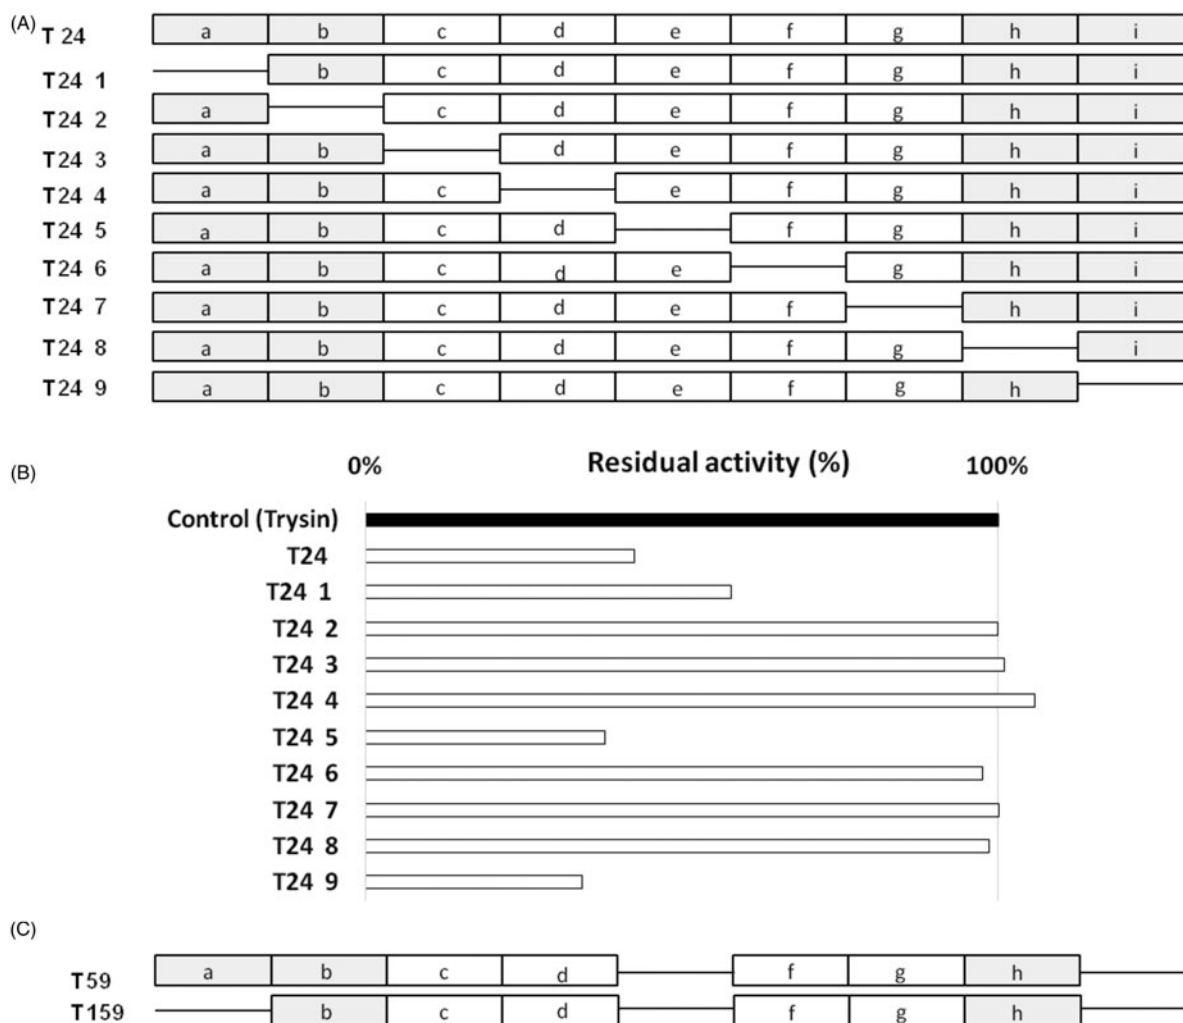 (A) T 24 a b c d e f g h i
T24 1 b c d e f g h i
T24 2 a c d e f g h i
T24 3 a b d e f g h i
T24 4 a b c e f g h i
T24 5 a b c d f g h i
T24 6 a b c d e g h i
T24 7 a b c d e f h i
T24 8 a b c d e f g i
T24 9 a b c d e f g h
(B) 0% Residual activity (%) 100%
Control (Trysin)
T24
T24 1
T24 2
T24 3
T24 4
T24 5
T24 6
T24 7
T24 8
T24 9
(C)
T59 a b c d f g h
T159 b c d f g h